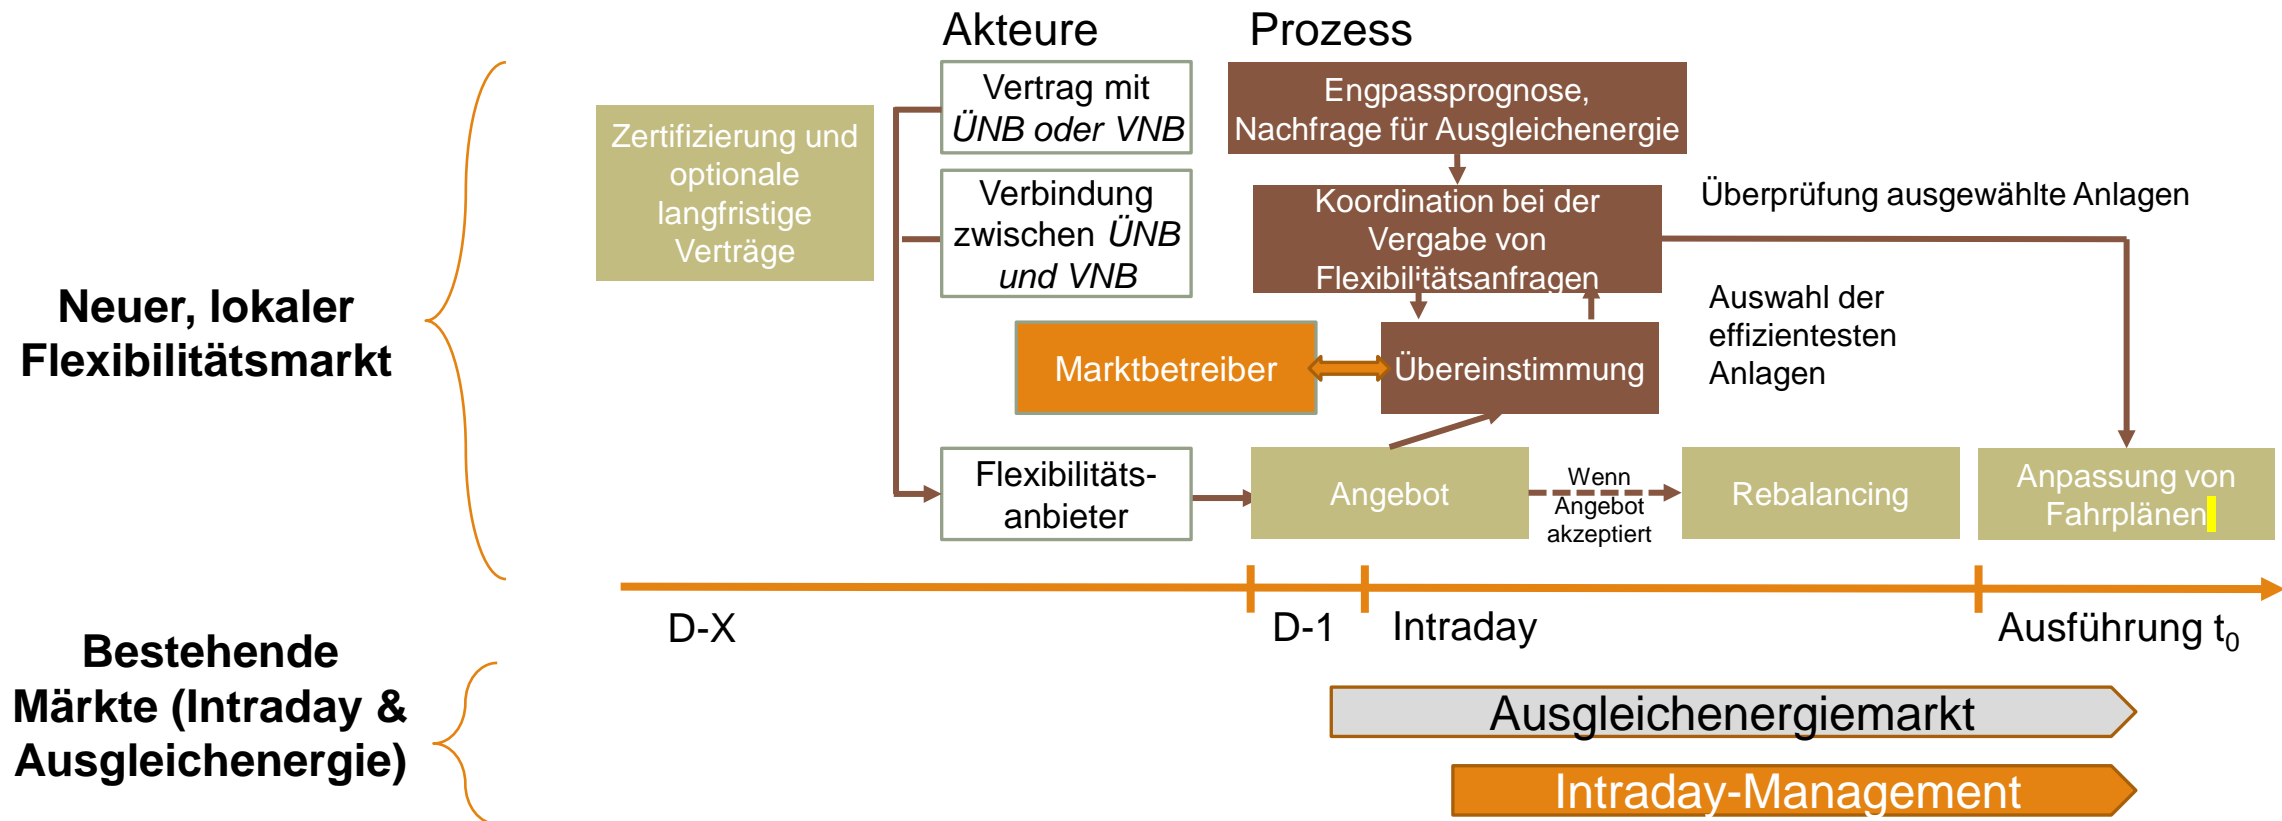 Akteure
Prozess
Neuer, lokaler
Flexibilitätsmarkt
Zertifizierung und
optionale
langfristige
Verträge
Vertrag mit
ÜNB oder VNB
Verbindung
zwischen ÜNB
und VNB
Marktbetreiber
Flexibilitäts-
anbieter
Engpassprognose,
Nachfrage für Ausgleichenergie
Koordination bei der
Vergabe von
Flexibilitätsanfragen
Übereinstimmung
Überprüfung ausgewählte Anlagen
Auswahl der
effizientesten
Anlagen
Angebot
Wenn
Angebot
akzeptiert
Rebalancing
Anpassung von
Fahrplänen
D-X
D-1
Intraday
Ausführung t0
Bestehende
Märkte (Intraday &
Ausgleichenergie)
Ausgleichenergiemarkt
Intraday-Management